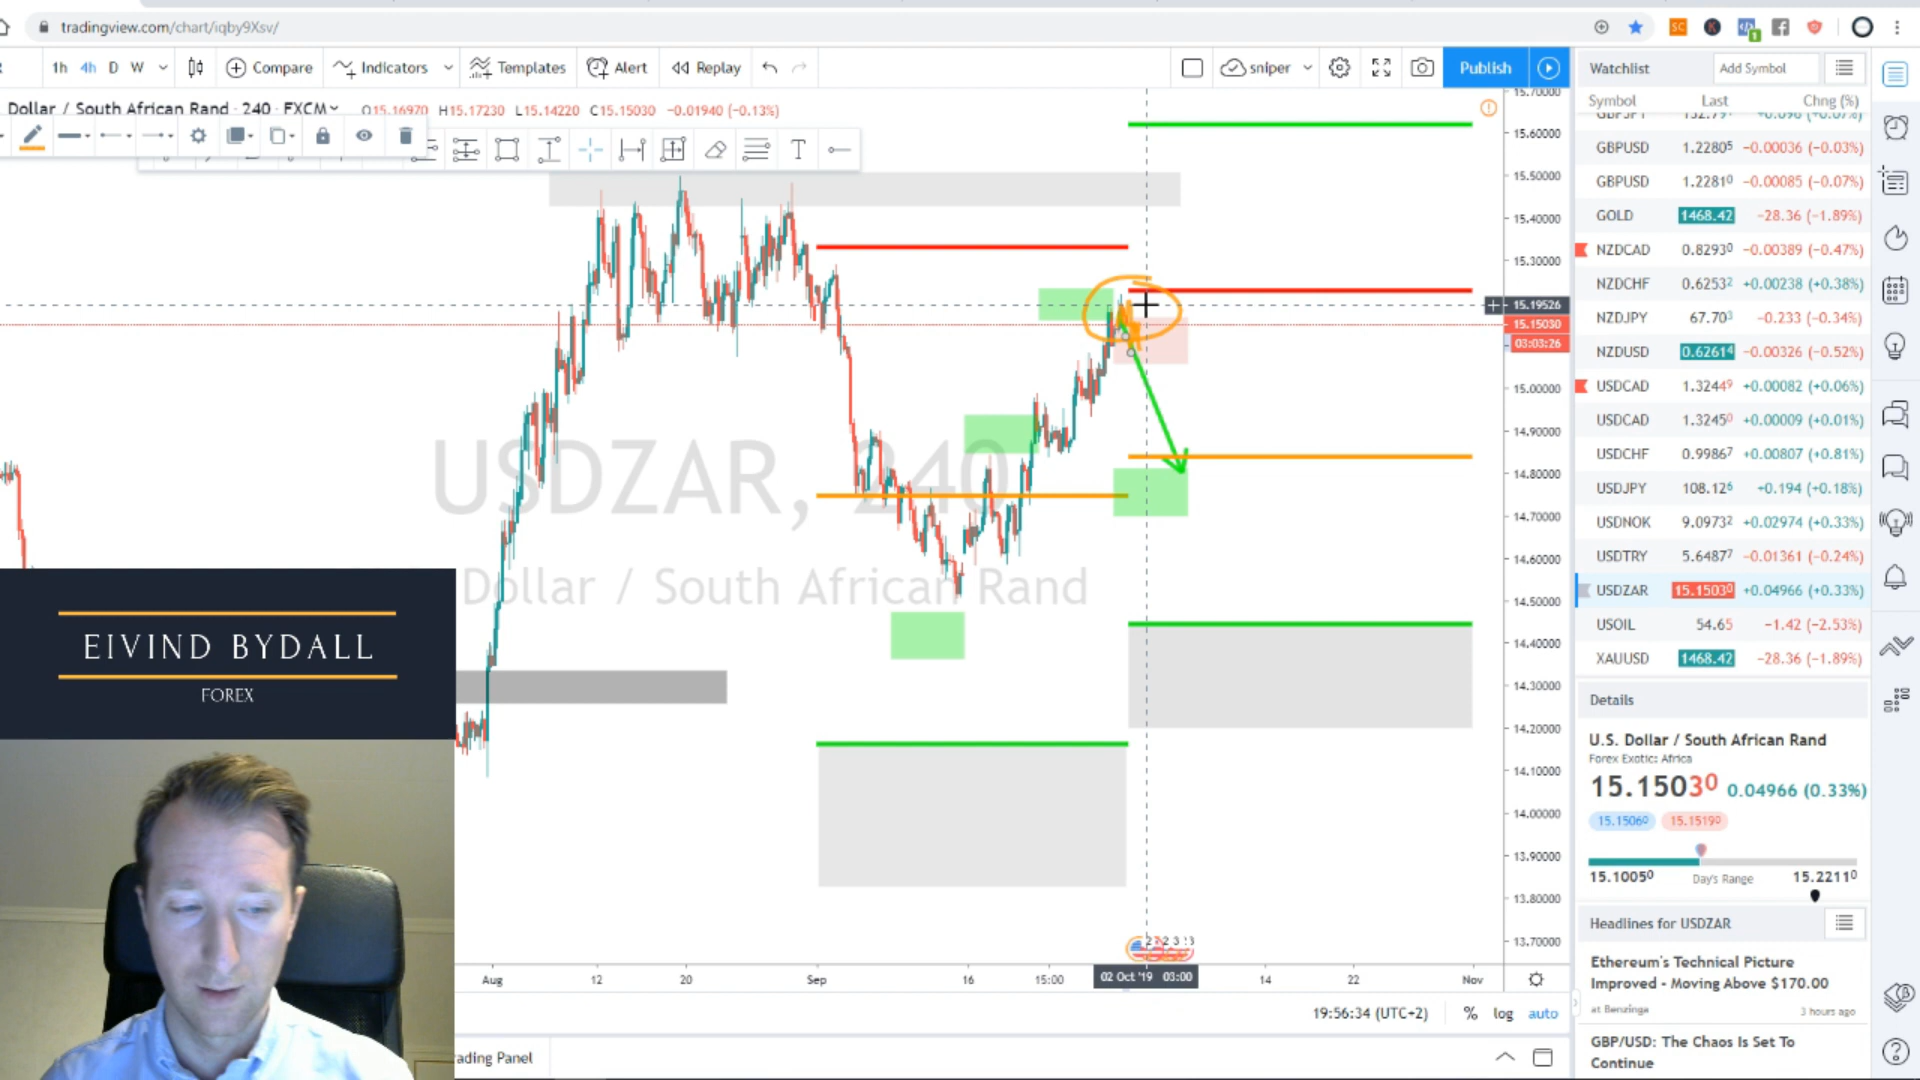 tradingview.com/chart/iqby9Xsv/
1h 4h D W Compare Indicators Templates Alert Replay sniper Publish
Dollar / South African Rand · 240 · FXCM O15.16970 H15.17230 L15.14220 C15.15030 -0.01940 (-0.13%)
15.70000
15.60000
15.50000
15.40000
15.30000
15.19526
15.15030
03:03:26
15.00000
14.90000
14.80000
14.70000
14.60000
14.50000
14.40000
14.30000
14.20000
14.10000
14.00000
13.90000
13.80000
13.70000
USDZAR, 240
Dollar / South African Rand
EIVIND BYDALL
FOREX
Aug 12 20 Sep 16 15:00 02 Oct '19 03:00 14 22 Nov
19:56:34 (UTC+2) % log auto
ading Panel
Watchlist Add Symbol
Symbol Last Chng (%)
GBPUSD 1.22805 -0.00036 (-0.03%)
GBPUSD 1.22810 -0.00085 (-0.07%)
GOLD 1468.42 -28.36 (-1.89%)
NZDCAD 0.82930 -0.00389 (-0.47%)
NZDCHF 0.62532 +0.00238 (+0.38%)
NZDJPY 67.703 -0.233 (-0.34%)
NZDUSD 0.62614 -0.00326 (-0.52%)
USDCAD 1.32449 +0.00082 (+0.06%)
USDCAD 1.32450 +0.00009 (+0.01%)
USDCHF 0.99867 +0.00807 (+0.81%)
USDJPY 108.126 +0.194 (+0.18%)
USDNOK 9.09732 +0.02974 (+0.33%)
USDTRY 5.64877 -0.01361 (-0.24%)
USDZAR 15.15030 +0.04966 (+0.33%)
USOIL 54.65 -1.42 (-2.53%)
XAUUSD 1468.42 -28.36 (-1.89%)
Details
U.S. Dollar / South African Rand
Forex Exotic: Africa
15.15030 0.04966 (0.33%)
15.15060 15.15190
15.10050 Day's Range 15.22110
Headlines for USDZAR
Ethereum's Technical Picture
Improved - Moving Above $170.00
at Benzinga 3 hours ago
GBP/USD: The Chaos Is Set To
Continue